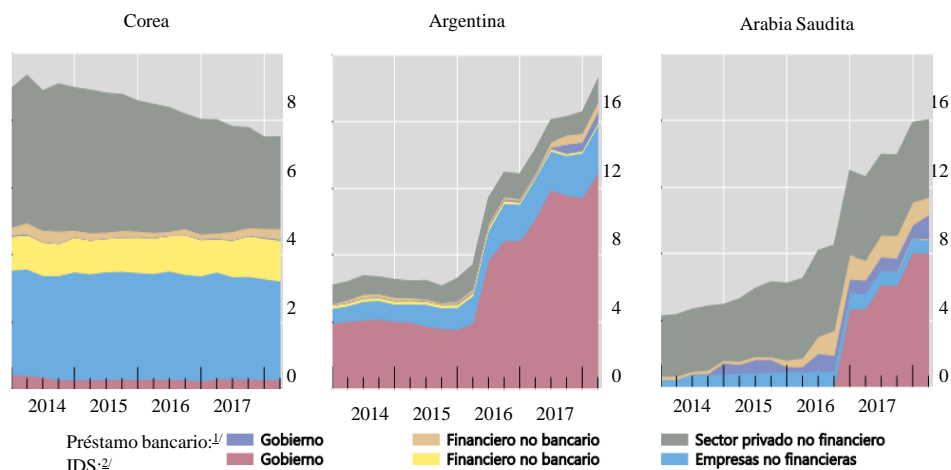 Corea
Argentina
Arabia Saudita
8
6
4
2
0
2014 2015 2016 2017
16
12
8
4
0
2014 2015 2016 2017
16
12
8
4
0
2014 2015 2016 2017
Préstamo bancario:1/ Gobierno Financiero no bancario Sector privado no financiero
IDS:2/ Gobierno Financiero no bancario Empresas no financieras